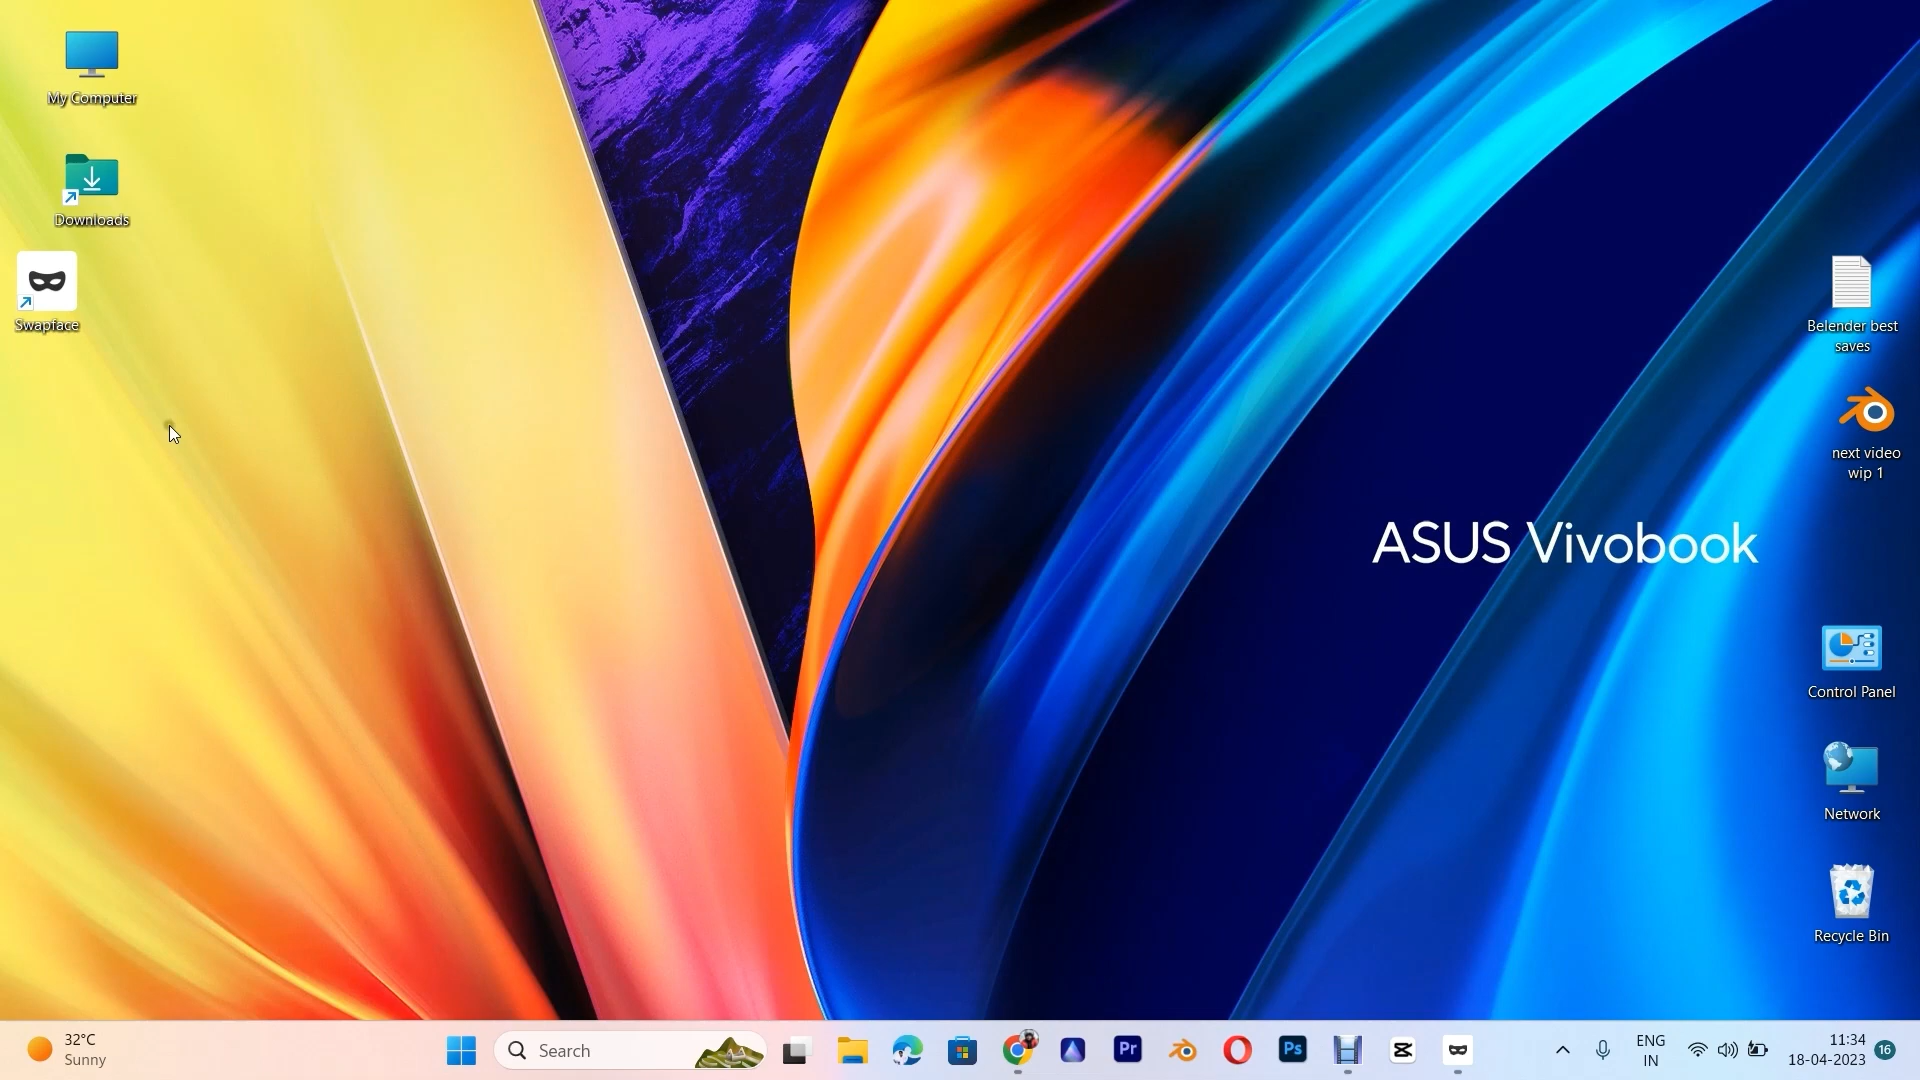 My Computer
Downloads
Swapface
Belender best
saves
next video
wip 1
ASUS Vivobook
Control Panel
Network
Recycle Bin
32°C
Sunny
Search
Pr
Ps
ENG
IN
11:34
18-04-2023
16